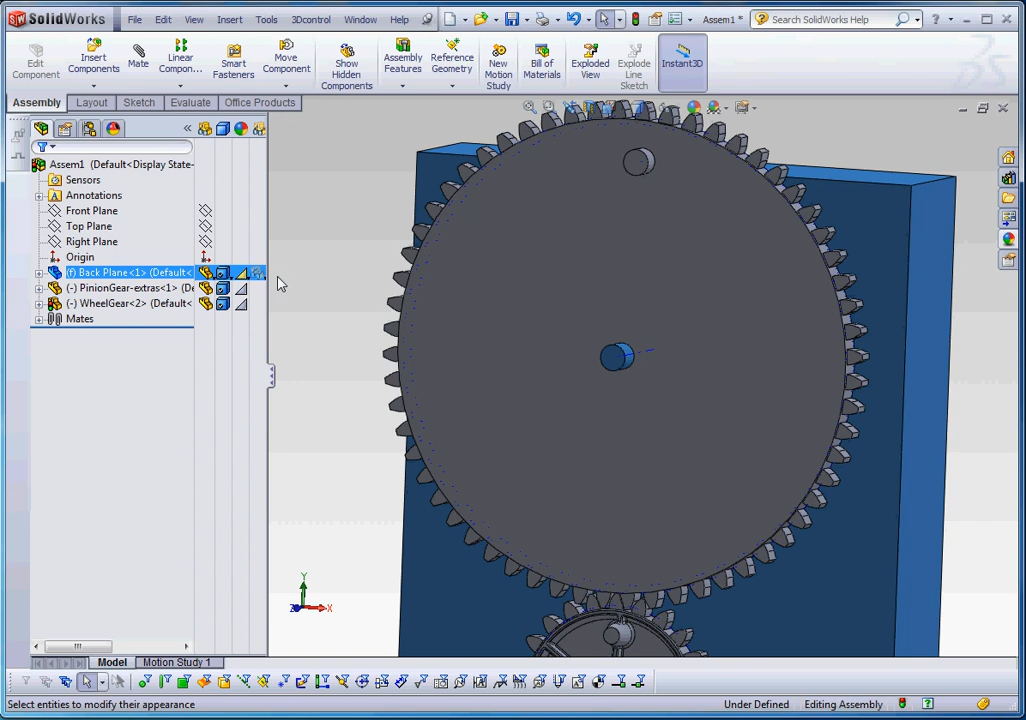 SolidWorks File Edit View Insert Tools 3Dcontrol Window Help Assem1 * Search SolidWorks Help
Edit Component
Insert Components
Mate
Linear Compon...
Smart Fasteners
Move Component
Show Hidden Components
Assembly Features
Reference Geometry
New Motion Study
Bill of Materials
Exploded View
Explode Line Sketch
Instant3D
Assembly Layout Sketch Evaluate Office Products
Assem1 (Default<Display State-
Sensors
Annotations
Front Plane
Top Plane
Right Plane
Origin
(f) Back Plane<1> (Default<
(-) PinionGear-extras<1> (De
(-) WheelGear<2> (Default<
Mates
Y
Z X
Model Motion Study 1
Select entities to modify their appearance Under Defined Editing Assembly